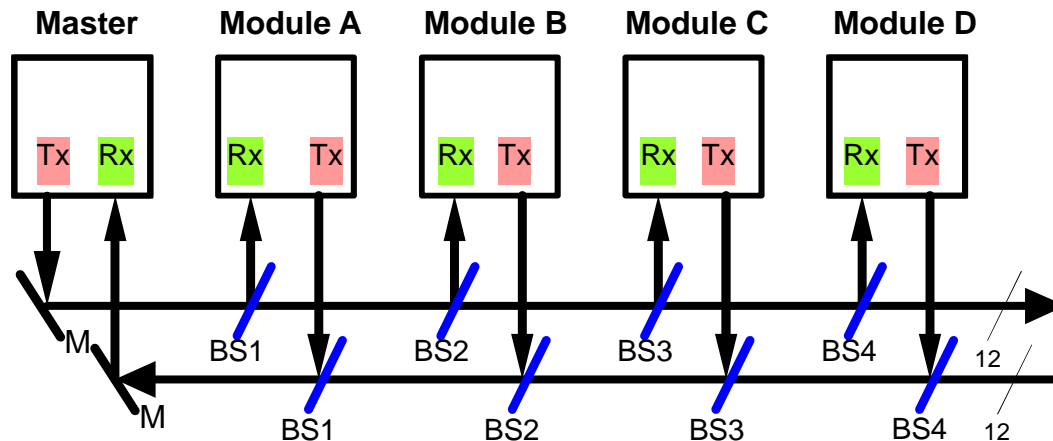 Master Module A Module B Module C Module D
Tx Rx Rx Tx Rx Tx Rx Tx Rx Tx
M BS1 BS2 BS3 BS4 12
M BS1 BS2 BS3 BS4 12